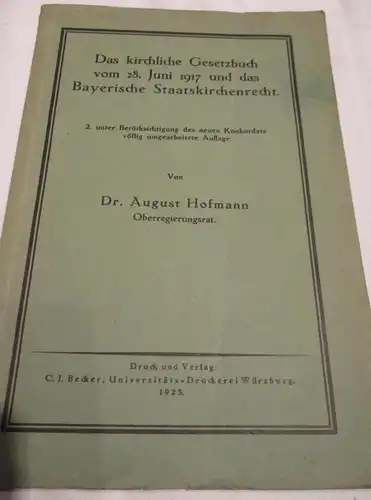 Das kirchliche Gesetzbuch
vom 28. Juni 1917 und das
Bayerische Staatskirchenrecht.
2. unter Berücksichtigung des neuen Konkordats
völlig umgearbeitete Auflage
Von
Dr. August Hofmann
Oberregierungsrat.
Druck und Verlag:
C. J. Becker, Universitäts-Druckerei Würzburg.
1925.